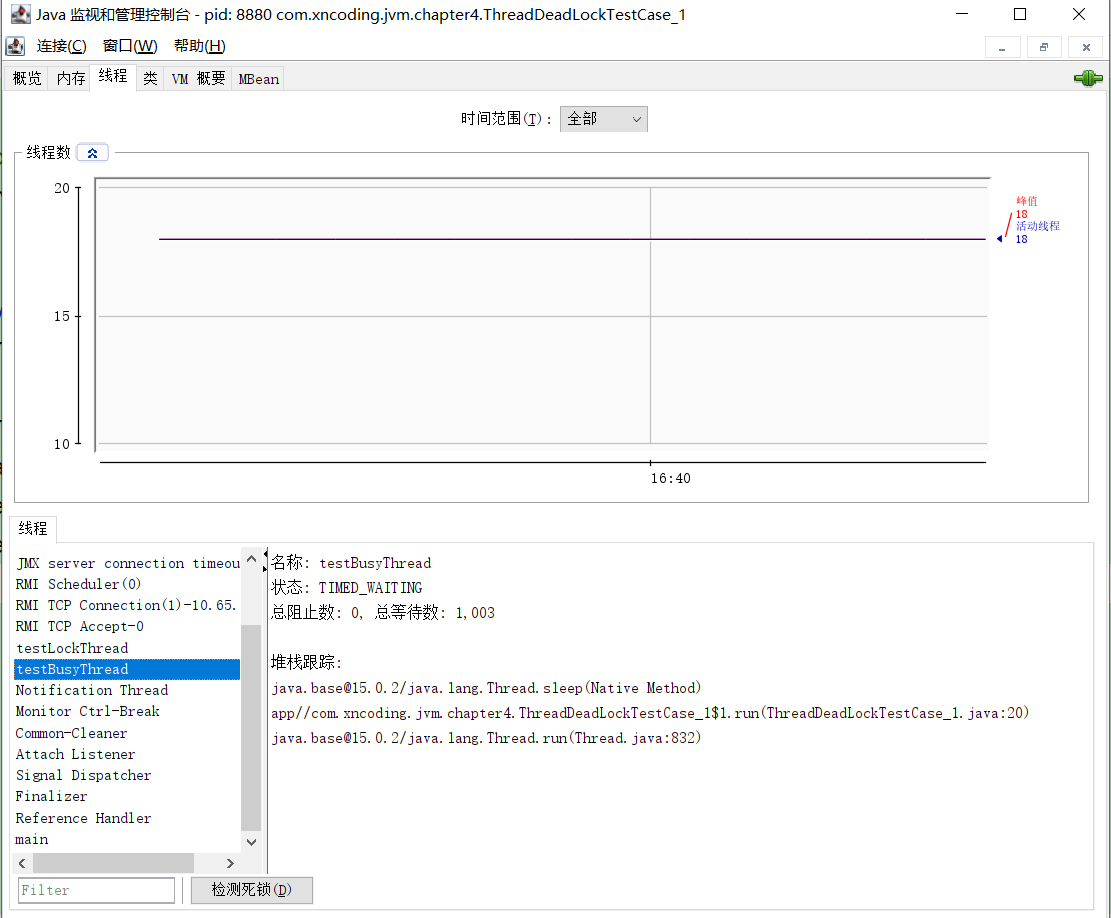 Java 监视和管理控制台 - pid: 8880 com.xncoding.jvm.chapter4.ThreadDeadLockTestCase_1
连接(C) 窗口(W) 帮助(H)
概览 内存 线程 类 VM 概要 MBean
时间范围(T): 全部
线程数
20
15
10
16:40
峰值
18
活动线程
18
线程
JMX server connection timeou
RMI Scheduler(0)
RMI TCP Connection(1)-10.65.
RMI TCP Accept-0
testLockThread
testBusyThread
Notification Thread
Monitor Ctrl-Break
Common-Cleaner
Attach Listener
Signal Dispatcher
Finalizer
Reference Handler
main
Filter
检测死锁(D)
名称: testBusyThread
状态: TIMED_WAITING
总阻止数: 0, 总等待数: 1,003
堆栈跟踪:
java.base@15.0.2/java.lang.Thread.sleep(Native Method)
app//com.xncoding.jvm.chapter4.ThreadDeadLockTestCase_1$1.run(ThreadDeadLockTestCase_1.java:20)
java.base@15.0.2/java.lang.Thread.run(Thread.java:832)